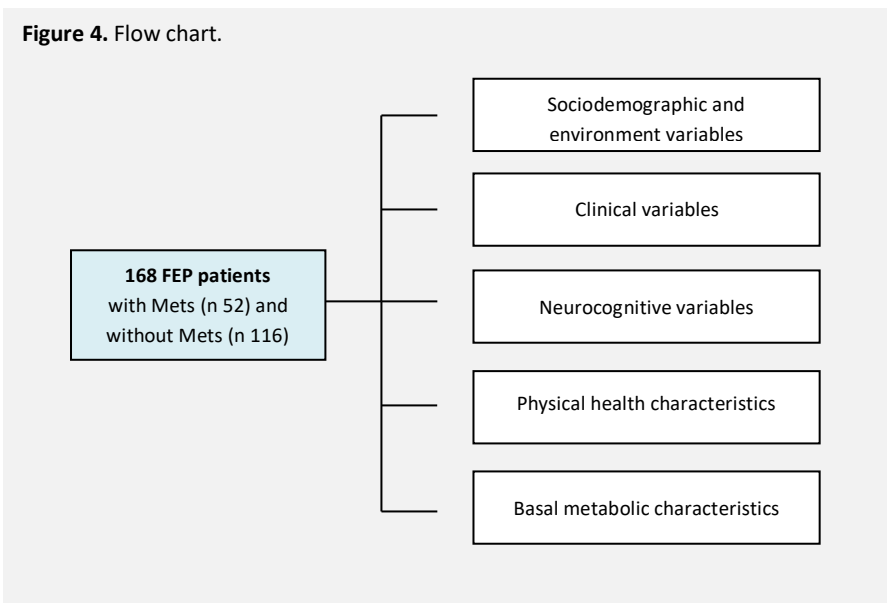 Figure 4. Flow chart.
Sociodemographic and
environment variables
Clinical variables
168 FEP patients
with Mets (n 52) and
without Mets (n 116)
Neurocognitive variables
Physical health characteristics
Basal metabolic characteristics